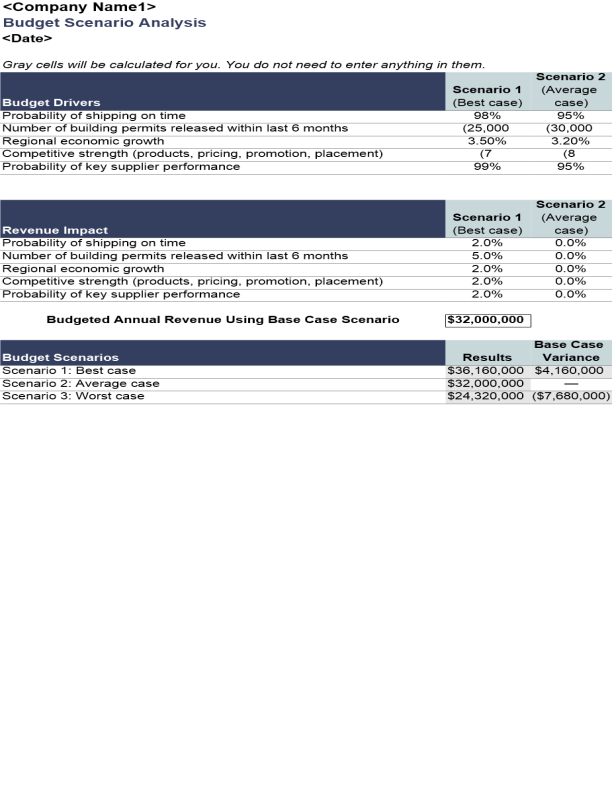 <Company Name1>
Budget Scenario Analysis
<Date>
Gray cells will be calculated for you. You do not need to enter anything in them.
Budget Drivers Scenario 1 (Best case) Scenario 2 (Average case)
Probability of shipping on time 98% 95%
Number of building permits released within last 6 months (25,000 (30,000
Regional economic growth 3.50% 3.20%
Competitive strength (products, pricing, promotion, placement) (7 (8
Probability of key supplier performance 99% 95%
Revenue Impact Scenario 1 (Best case) Scenario 2 (Average case)
Probability of shipping on time 2.0% 0.0%
Number of building permits released within last 6 months 5.0% 0.0%
Regional economic growth 2.0% 0.0%
Competitive strength (products, pricing, promotion, placement) 2.0% 0.0%
Probability of key supplier performance 2.0% 0.0%
Budgeted Annual Revenue Using Base Case Scenario $32,000,000
Budget Scenarios Results Base Case Variance
Scenario 1: Best case $36,160,000 $4,160,000
Scenario 2: Average case $32,000,000 —
Scenario 3: Worst case $24,320,000 ($7,680,000)